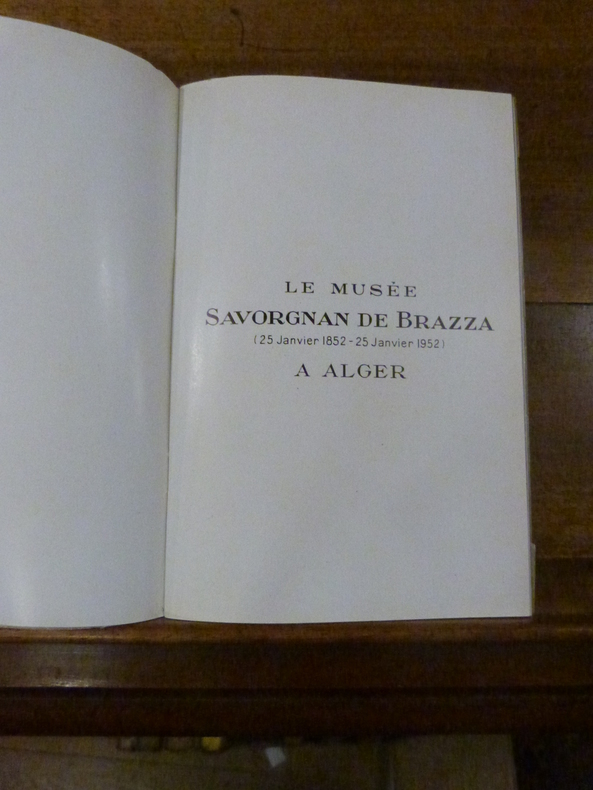 LE MUSÉE
SAVORGNAN DE BRAZZA
(25 Janvier 1852 - 25 Janvier 1952)
A ALGER